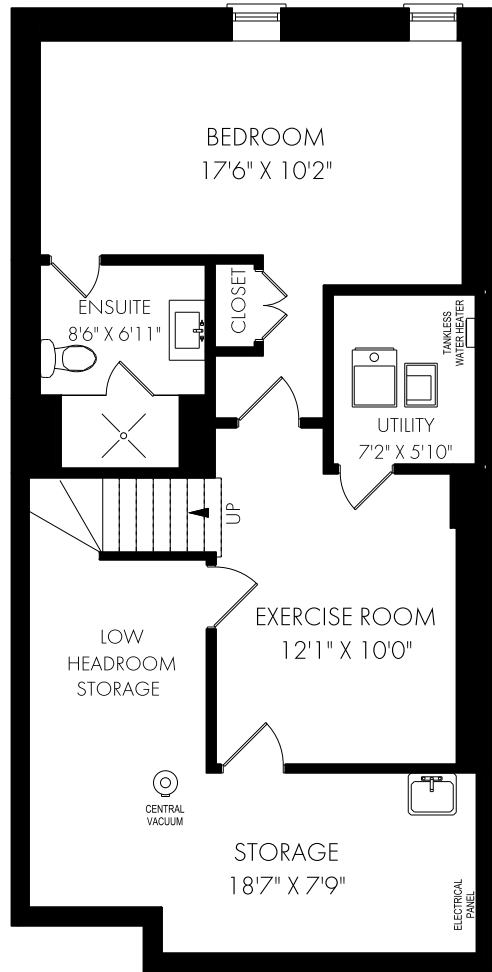 BEDROOM
17'6" X 10'2"
ENSUITE
8'6" X 6'11"
CLOSET
TANKLESS
WATER HEATER
UTILITY
7'2" X 5'10"
UP
EXERCISE ROOM
12'1" X 10'0"
LOW
HEADROOM
STORAGE
CENTRAL
VACUUM
STORAGE
18'7" X 7'9"
ELECTRICAL
PANEL